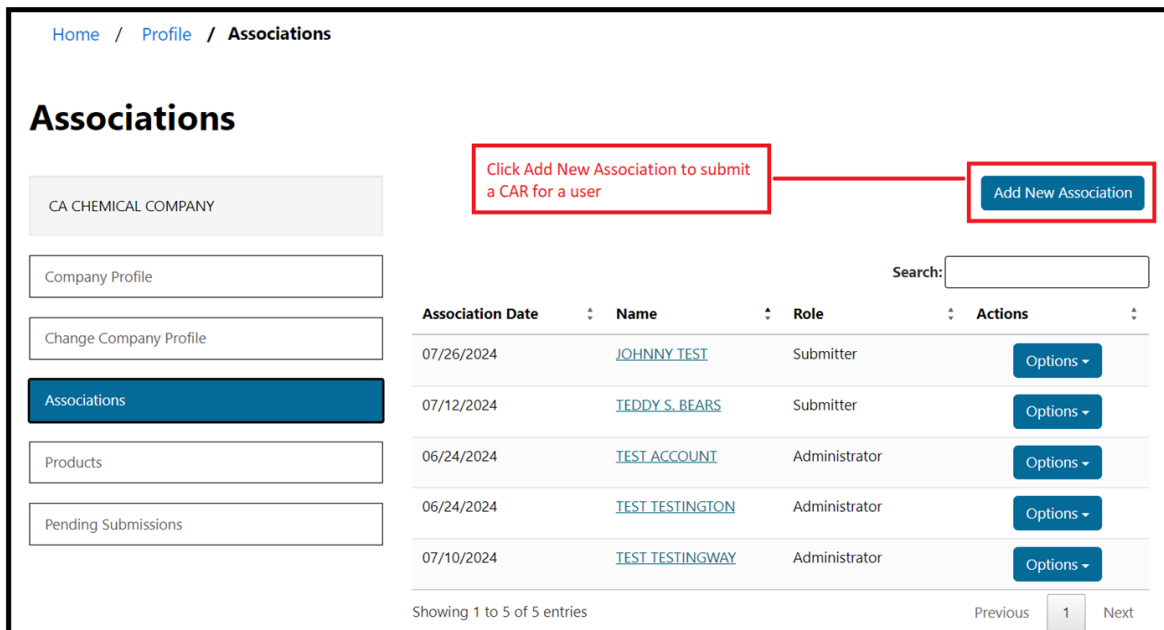 Home / Profile / Associations
Associations
Click Add New Association to submit
a CAR for a user
Add New Association
CA CHEMICAL COMPANY
Company Profile
Change Company Profile
Associations
Products
Pending Submissions
Search:
Association Date Name Role Actions
07/26/2024 JOHNNY TEST Submitter Options
07/12/2024 TEDDY S. BEARS Submitter Options
06/24/2024 TEST ACCOUNT Administrator Options
06/24/2024 TEST TESTINGTON Administrator Options
07/10/2024 TEST TESTINGWAY Administrator Options
Showing 1 to 5 of 5 entries
Previous 1 Next